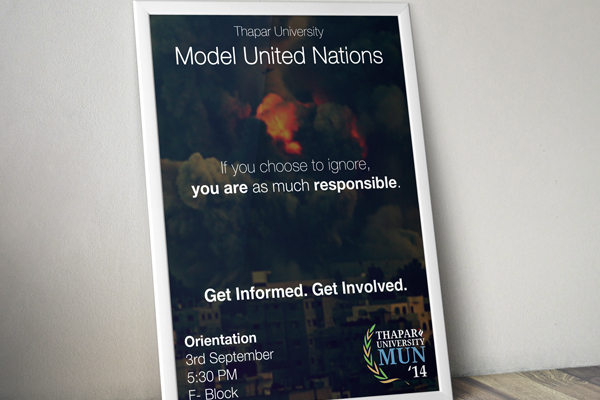 Thapar University
Model United Nations
If you choose to ignore,
you are as much responsible.
Get Informed. Get Involved.
Orientation
3rd September
5:30 PM
F- Block
THAPAR
UNIVERSITY
MUN
'14